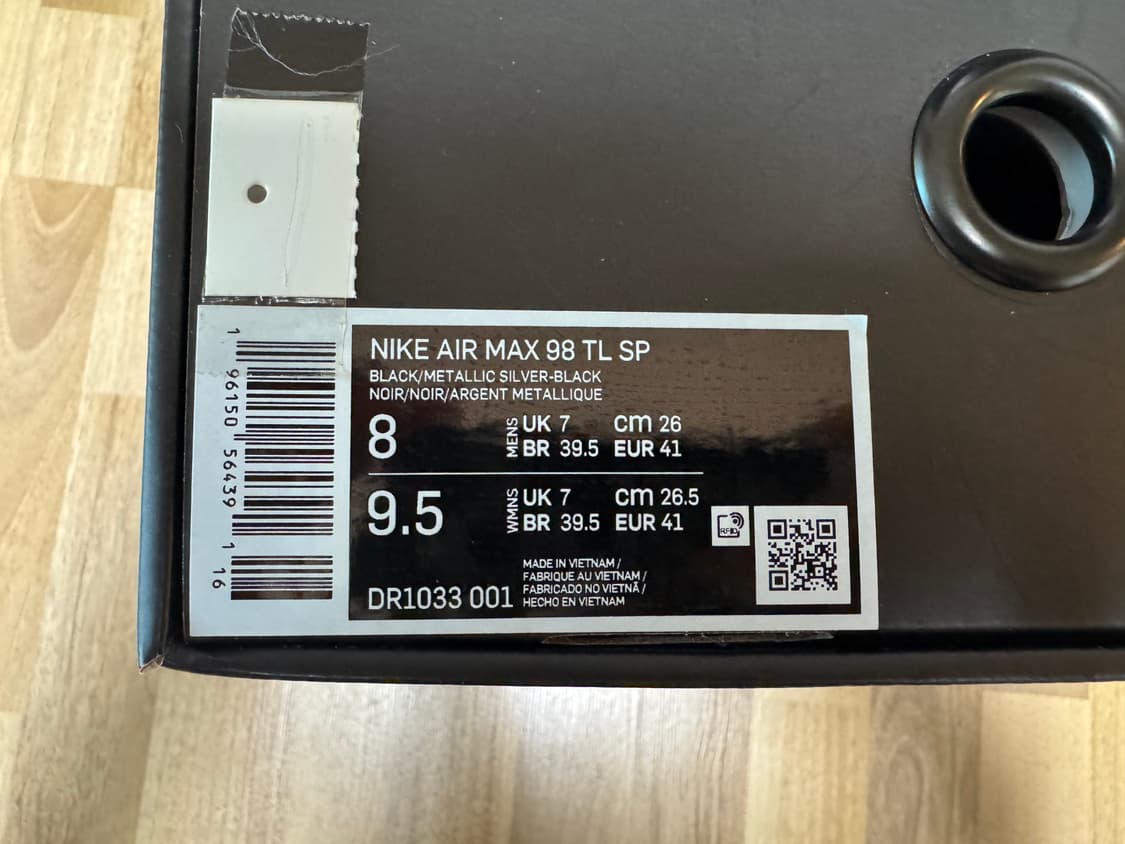 NIKE AIR MAX 98 TL SP
BLACK/METALLIC SILVER-BLACK
NOIR/NOIR/ARGENT METALLIQUE
8
MENS
UK 7 cm 26
BR 39.5 EUR 41
9.5
WMNS
UK 7 cm 26.5
BR 39.5 EUR 41
RFID
MADE IN VIETNAM /
FABRIQUE AU VIETNAM /
FABRICADO NO VIETNÃ /
HECHO EN VIETNAM
DR1033 001
1 96150 56439 1 16